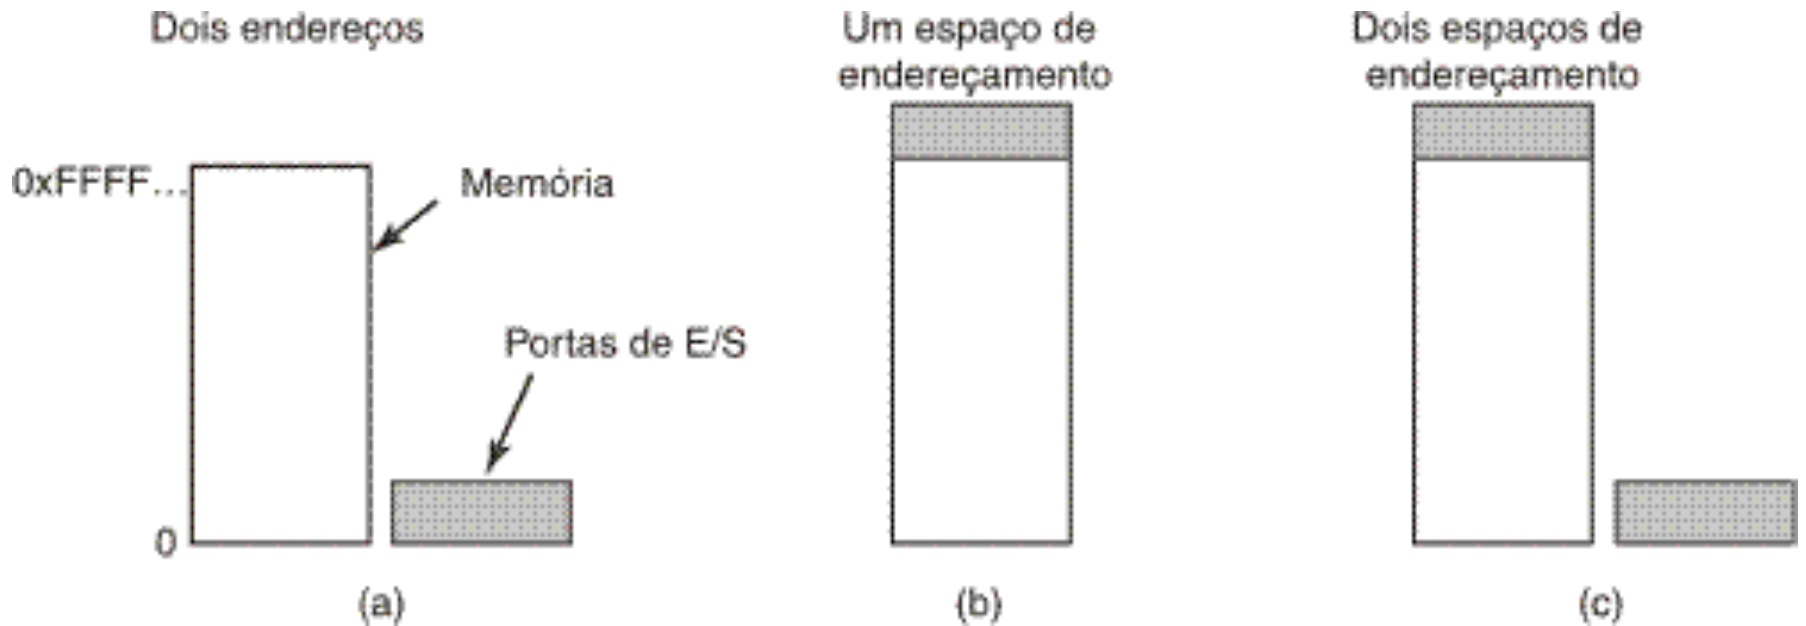 Dois endereços
0xFFFF...
Memória
Portas de E/S
0
(a)
Um espaço de
endereçamento
(b)
Dois espaços de
endereçamento
(c)